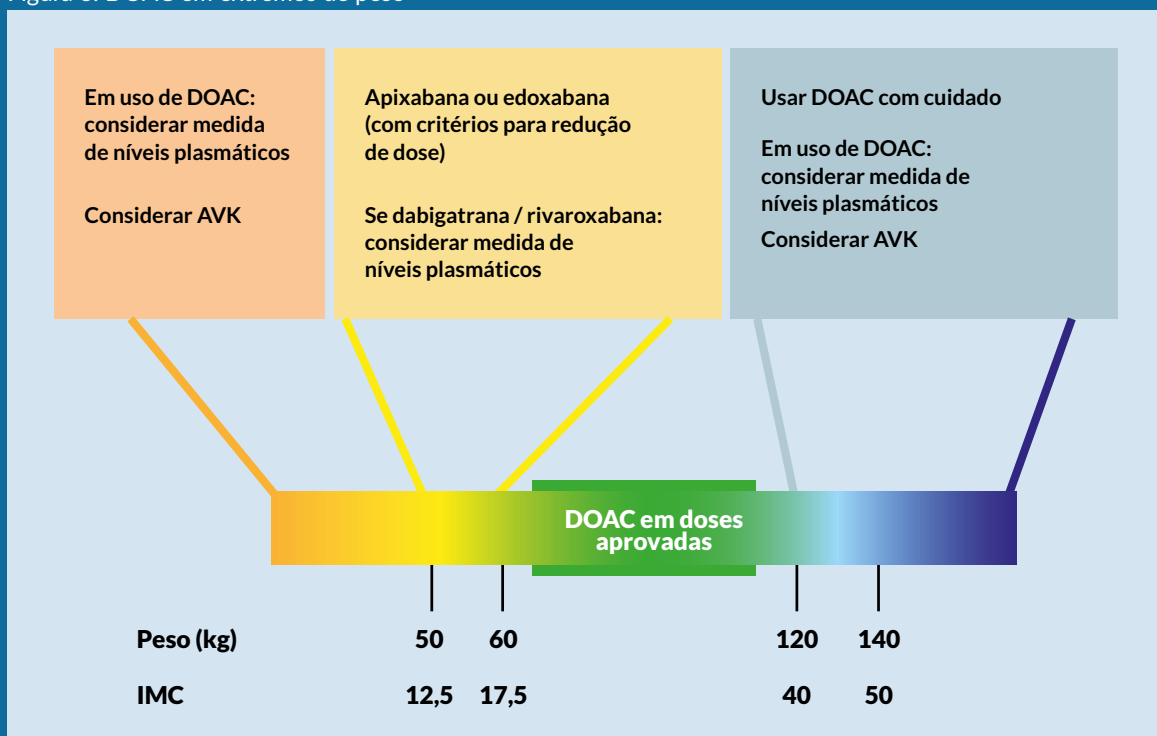 Em uso de DOAC:
considerar medida
de níveis plasmáticos
Considerar AVK
Apixabana ou edoxabana
(com critérios para redução
de dose)
Se dabigatrana / rivaroxabana:
considerar medida de
níveis plasmáticos
Usar DOAC com cuidado
Em uso de DOAC:
considerar medida de
níveis plasmáticos
Considerar AVK
DOAC em doses
aprovadas
Peso (kg) 50 60 120 140
IMC 12,5 17,5 40 50